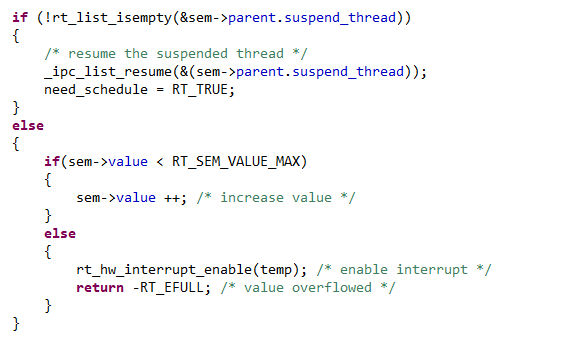 if (!rt_list_isempty(&sem->parent.suspend_thread))
{
    /* resume the suspended thread */
    _ipc_list_resume(&(sem->parent.suspend_thread));
    need_schedule = RT_TRUE;
}
else
{
    if(sem->value < RT_SEM_VALUE_MAX)
    {
        sem->value ++; /* increase value */
    }
    else
    {
        rt_hw_interrupt_enable(temp); /* enable interrupt */
        return -RT_EFULL; /* value overflowed */
    }
}